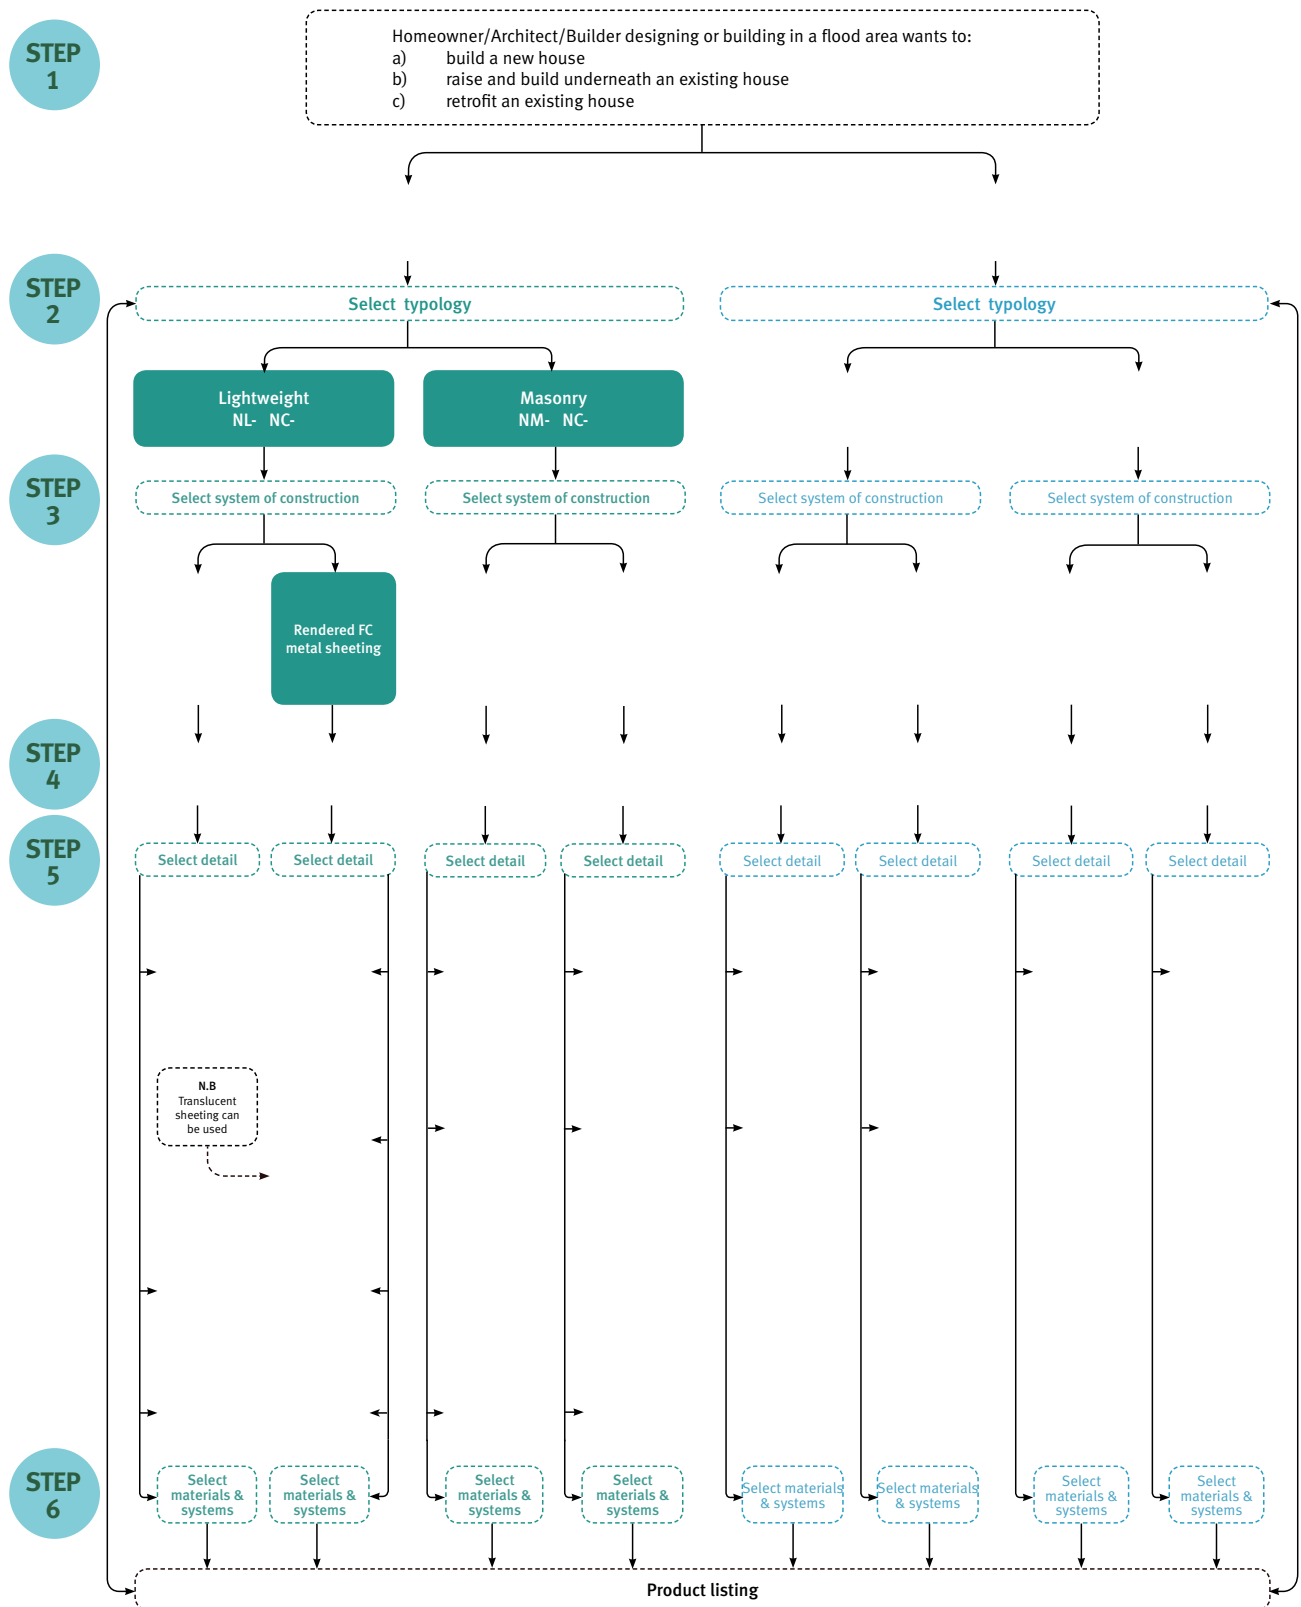 STEP
1
Homeowner/Architect/Builder designing or building in a flood area wants to:
a) build a new house
b) raise and build underneath an existing house
c) retrofit an existing house
STEP
2
Select typology
Select typology
Lightweight
NL- NC-
Masonry
NM- NC-
STEP
3
Select system of construction
Select system of construction
Select system of construction
Select system of construction
Rendered FC
metal sheeting
STEP
4
STEP
5
Select detail
Select detail
Select detail
Select detail
Select detail
Select detail
Select detail
Select detail
N.B
Translucent
sheeting can
be used
STEP
6
Select
materials &
systems
Select
materials &
systems
Select
materials &
systems
Select
materials &
systems
Select materials
& systems
Select materials
& systems
Select
materials &
systems
Select
materials &
systems
Product listing